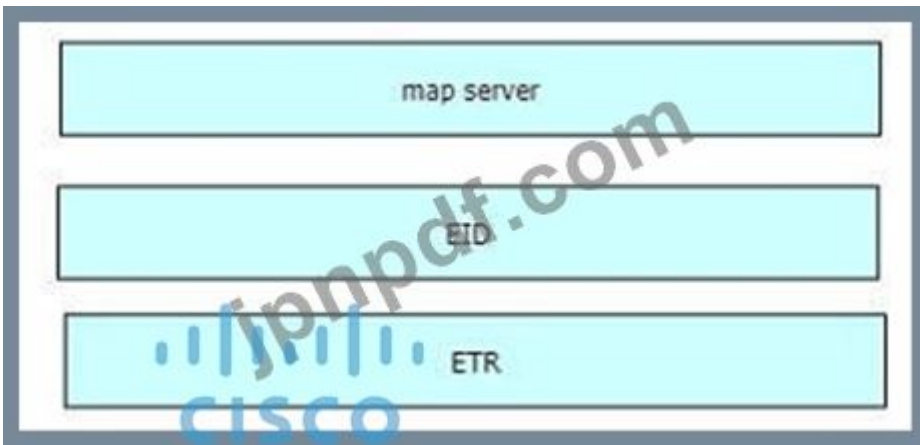 map server
EID
ETR
jpnpdf.com
CISCO